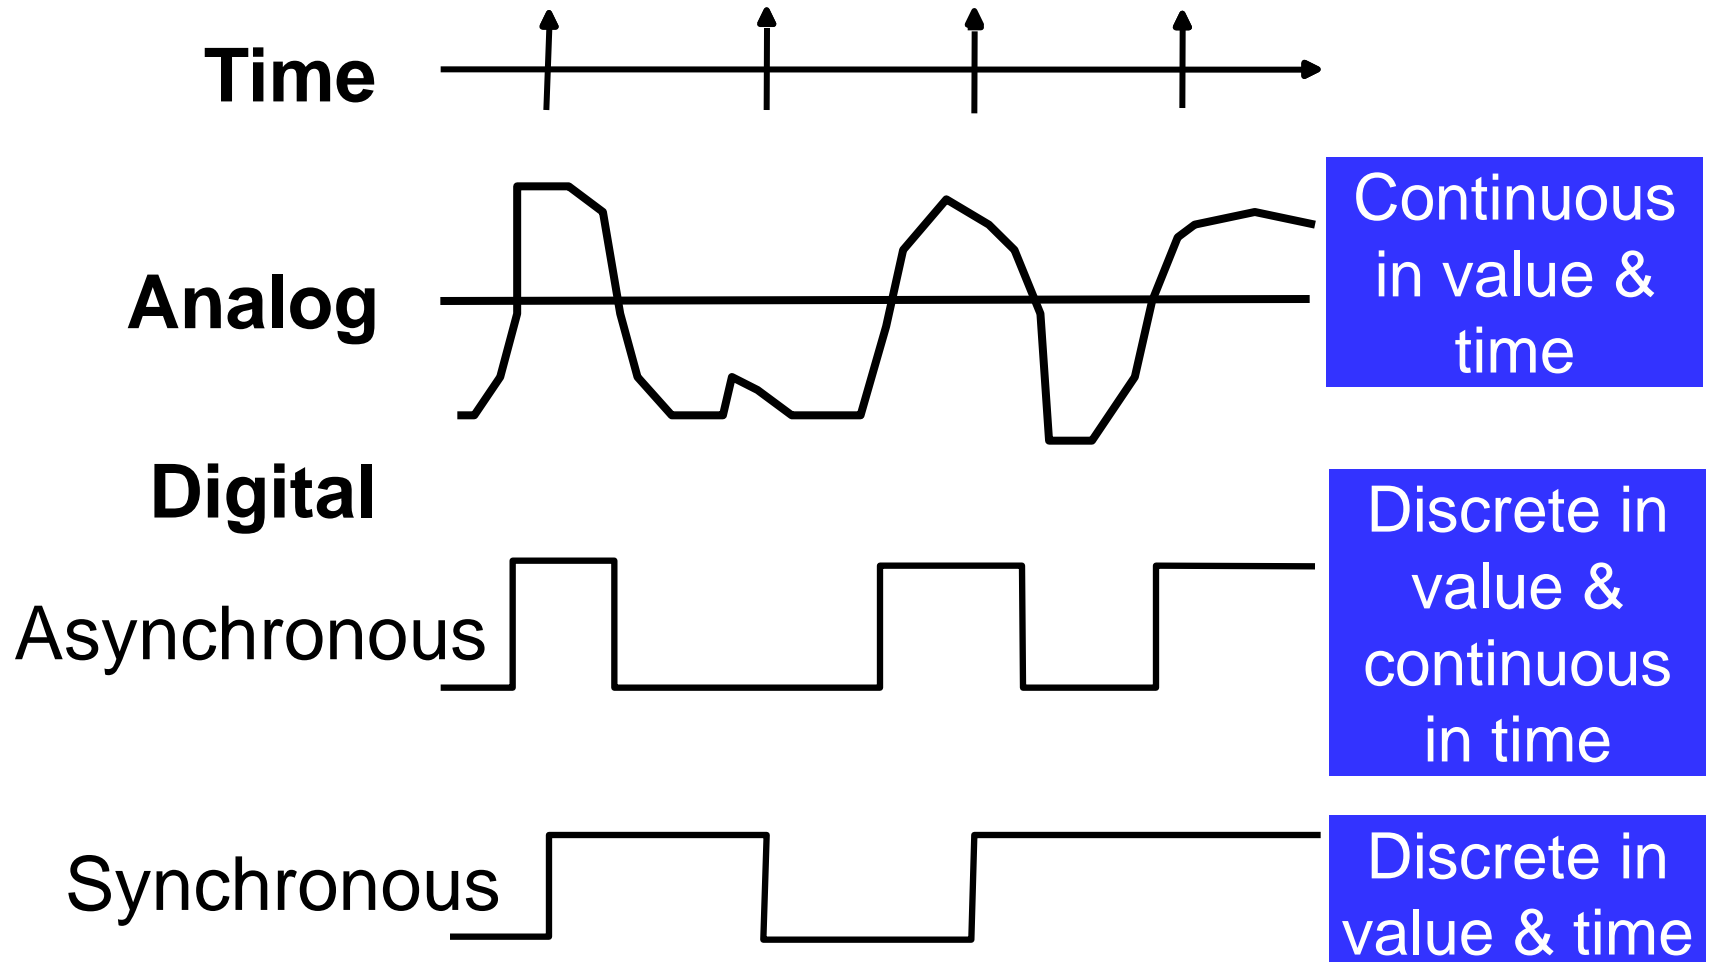 Time
Analog
Continuous
in value &
time
Digital
Asynchronous
Discrete in
value &
continuous
in time
Synchronous
Discrete in
value & time